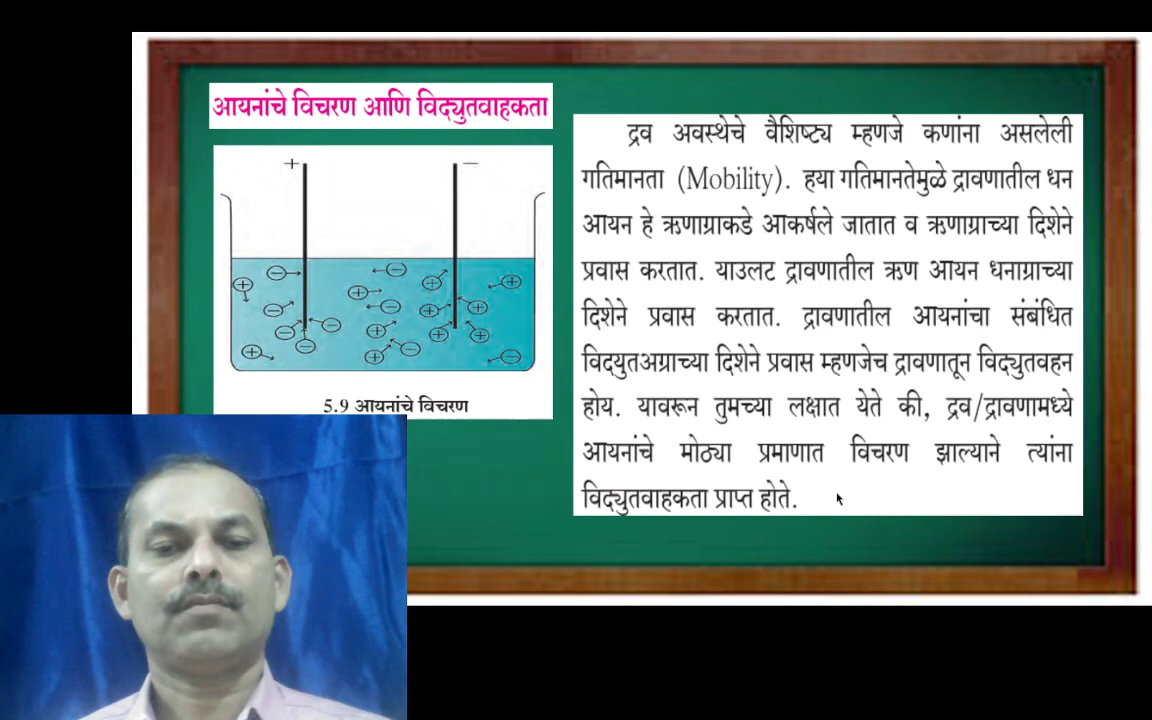 आयनांचे विचरण आणि विद्युतवाहकता
+
−
5.9 आयनांचे विचरण
द्रव अवस्थेचे वैशिष्ट्य म्हणजे कणांना असलेली
गतिमानता (Mobility). हया गतिमानतेमुळे द्रावणातील धन
आयन हे ऋणाग्राकडे आकर्षले जातात व ऋणाग्राच्या दिशेने
प्रवास करतात. याउलट द्रावणातील ऋण आयन धनाग्राच्या
दिशेने प्रवास करतात. द्रावणातील आयनांचा संबंधित
विदयुतअग्राच्या दिशेने प्रवास म्हणजेच द्रावणातून विद्युतवहन
होय. यावरून तुमच्या लक्षात येते की, द्रव/द्रावणामध्ये
आयनांचे मोठ्या प्रमाणात विचरण झाल्याने त्यांना
विद्युतवाहकता प्राप्त होते.